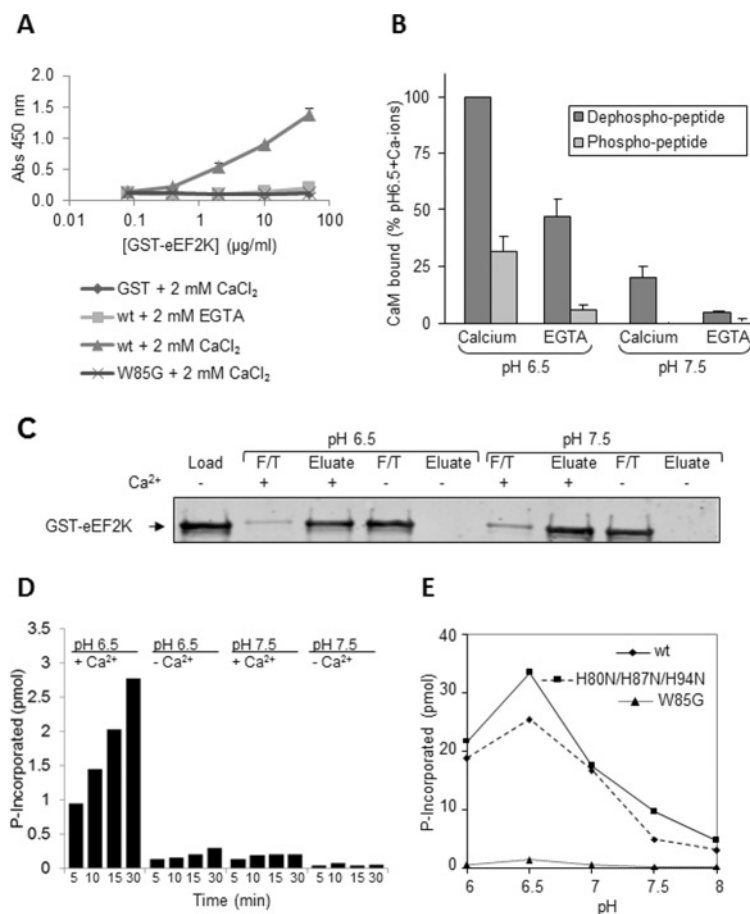 A
Abs 450 nm
2.0
1.5
1.0
0.5
0.0
0.01 0.1 1 10 100
[GST-eEF2K] (µg/ml)
GST + 2 mM CaCl₂
wt + 2 mM EGTA
wt + 2 mM CaCl₂
W85G + 2 mM CaCl₂
B
CaM bound (% pH6.5+Ca-ions)
100
75
50
25
0
Dephospho-peptide
Phospho-peptide
Calcium EGTA Calcium EGTA
pH 6.5 pH 7.5
C
pH 6.5 pH 7.5
Load F/T Eluate F/T Eluate F/T Eluate F/T Eluate
Ca²⁺ - + + - - + + - -
GST-eEF2K
D
P-Incorporated (pmol)
3.5
3
2.5
2
1.5
1
0.5
0
pH 6.5 pH 6.5 pH 7.5 pH 7.5
+ Ca²⁺ - Ca²⁺ + Ca²⁺ - Ca²⁺
5 10 15 30 5 10 15 30 5 10 15 30 5 10 15 30
Time (min)
E
P-Incorporated (pmol)
40
30
20
10
0
wt
H80N/H87N/H94N
W85G
6 6.5 7 7.5 8
pH